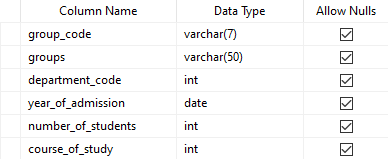 Column Name Data Type Allow Nulls
group_code varchar(7)
groups varchar(50)
department_code int
year_of_admission date
number_of_students int
course_of_study int